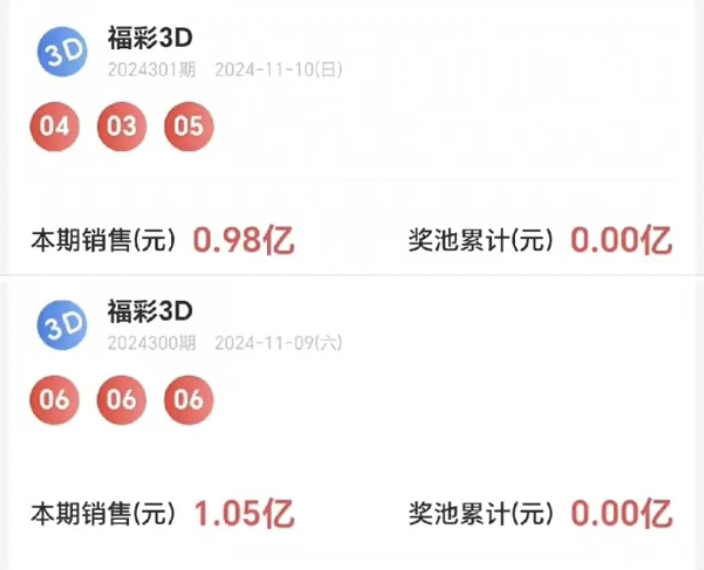 3D 福彩3D
2024301期 2024-11-10(日)
04 03 05
本期销售(元) 0.98亿 奖池累计(元) 0.00亿
3D 福彩3D
2024300期 2024-11-09(六)
06 06 06
本期销售(元) 1.05亿 奖池累计(元) 0.00亿